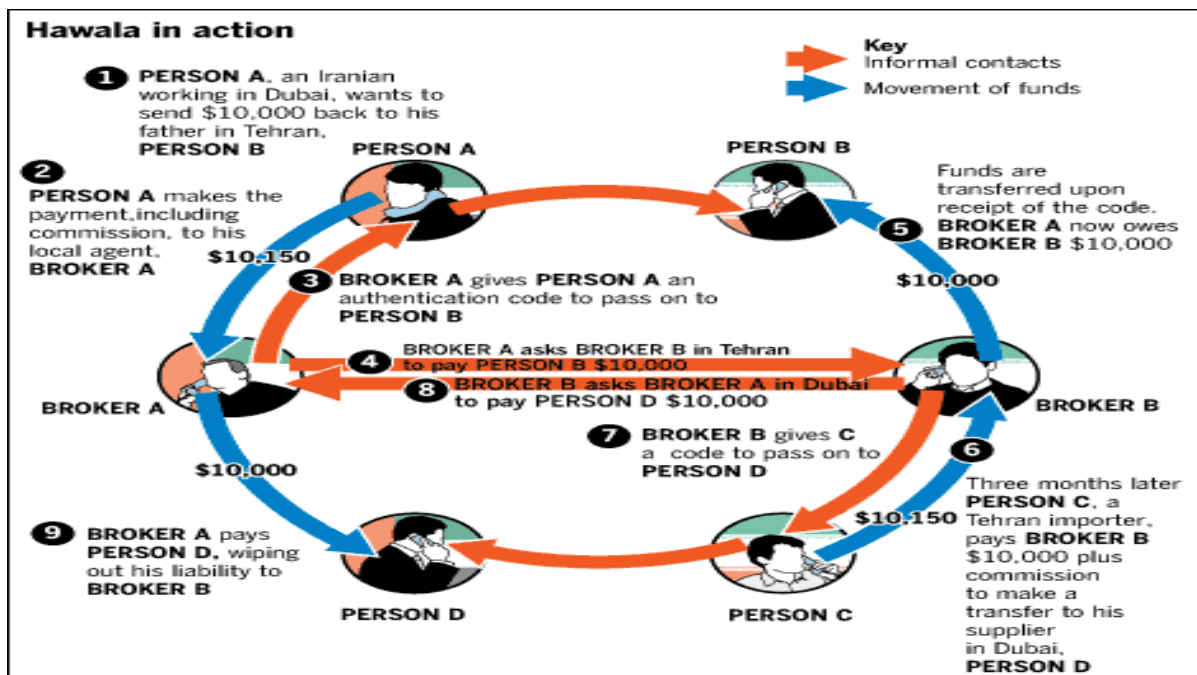 Hawala in action
Key
Informal contacts
Movement of funds
1 PERSON A, an Iranian
working in Dubai, wants to
send $10,000 back to his
father in Tehran,
PERSON B
PERSON A
PERSON B
2
PERSON A makes the
payment,including
commission, to his
local agent,
BROKER A
$10,150
3 BROKER A gives PERSON A an
authentication code to pass on to
PERSON B
4 BROKER A asks BROKER B in Tehran
to pay PERSON B $10,000
Funds are
transferred upon
receipt of the code.
5 BROKER A now owes
BROKER B $10,000
$10,000
8 BROKER B asks BROKER A in Dubai
to pay PERSON D $10,000
BROKER A
BROKER B
7 BROKER B gives C
a code to pass on to
PERSON D
6
Three months later
PERSON C, a
Tehran importer,
pays BROKER B
$10,000 plus
commission
to make a
transfer to his
supplier
in Dubai,
PERSON D
$10,150
$10,000
9 BROKER A pays
PERSON D, wiping
out his liability to
BROKER B
PERSON D
PERSON C